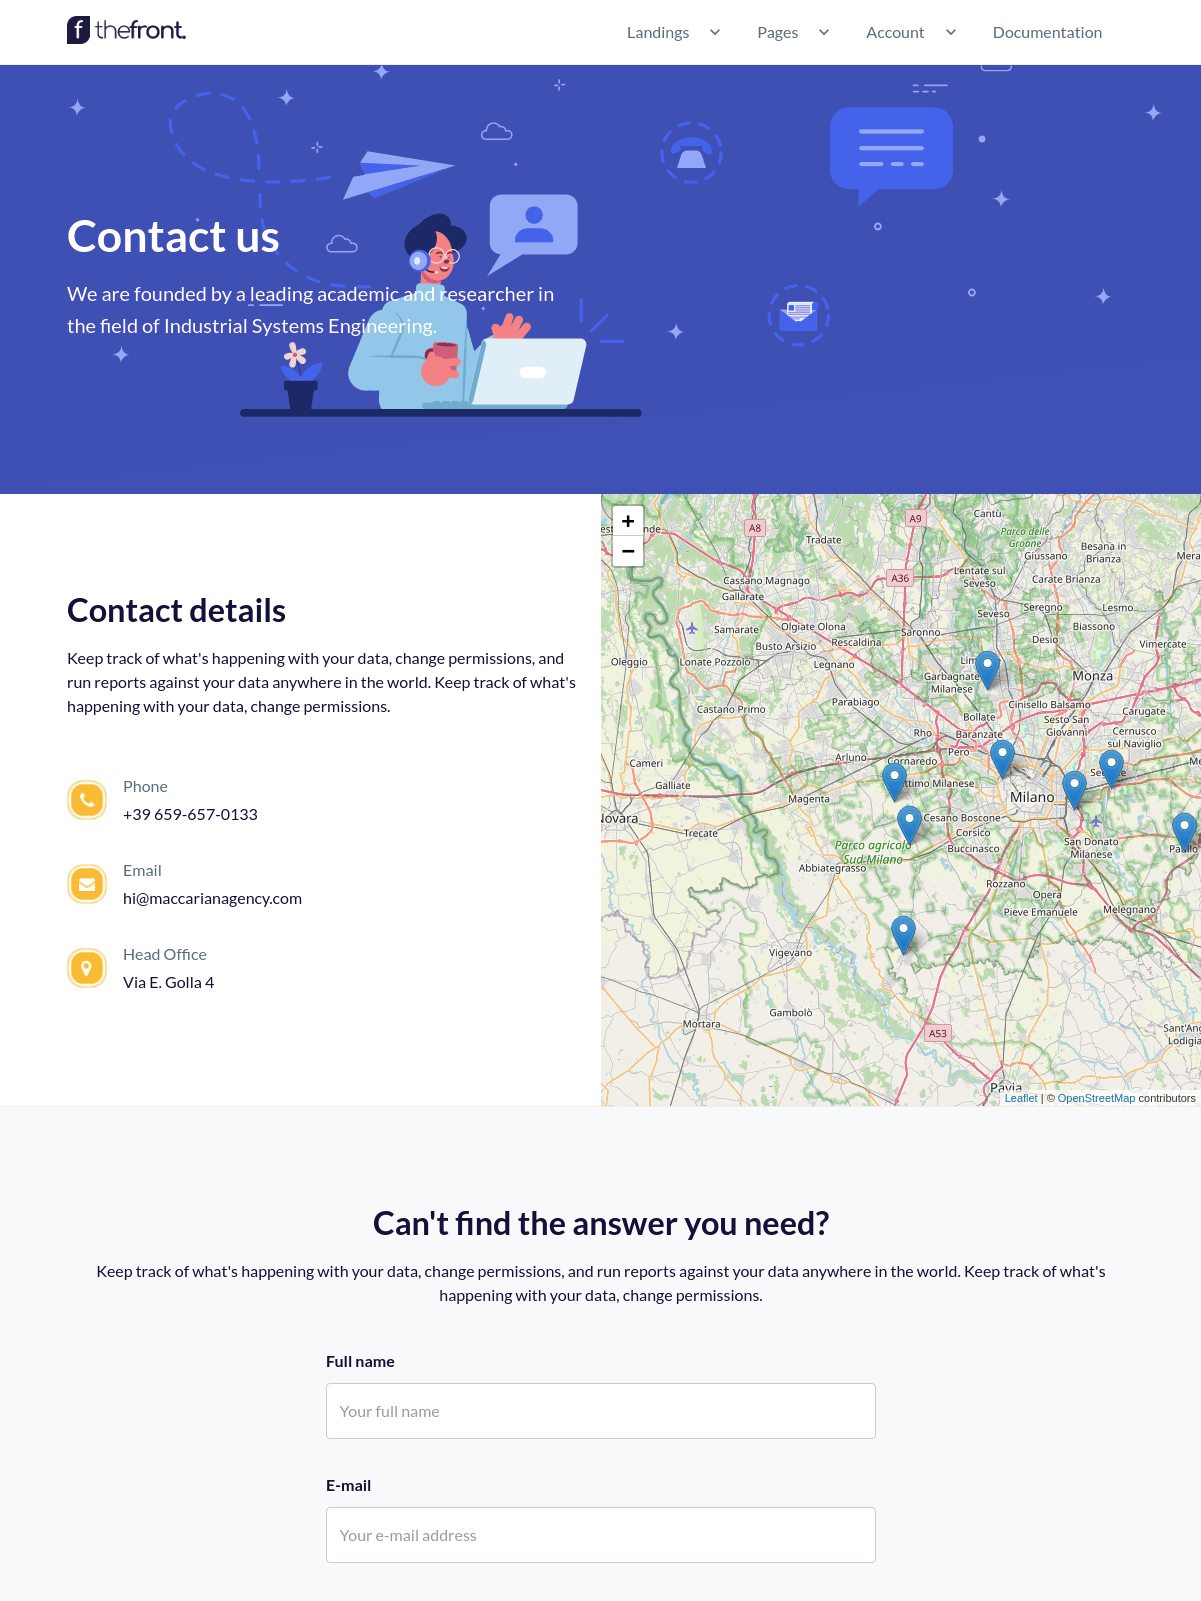 f thefront.
Landings
Pages
Account
Documentation
Contact us
We are founded by a leading academic and researcher in
the field of Industrial Systems Engineering.
Contact details
Keep track of what's happening with your data, change permissions, and
run reports against your data anywhere in the world. Keep track of what's
happening with your data, change permissions.
Phone
+39 659-657-0133
Email
hi@maccarianagency.com
Head Office
Via E. Golla 4
+
−
A8
A9
Cantù
Tradate
Parco delle
Groane
Giussano
Besana in
Brianza
A36
Lentate sul
Seveso
Carate Brianza
Cassano Magnago
Gallarate
Seregno
Lesmo
Seveso
Samarate
Olgiate Olona
Saronno
Biassono
Desio
Busto Arsizio
Rescaldina
Vimercate
Oleggio
Lonate Pozzolo
Legnano
Garbagnate
Milanese
Monza
Castano Primo
Parabiago
Cinisello Balsamo
Carugate
Bollate
Sesto San
Giovanni
Rho
Baranzate
Cernusco
sul Naviglio
Pero
Arluno
Cornaredo
Cameri
Galliate
Magenta
Milano
Trecate
Cesano Boscone
Corsico
Parco agricolo
Sud Milano
Buccinasco
San Donato
Milanese
Abbiategrasso
Rozzano
Opera
Pieve Emanuele
Melegnano
Vigevano
Gambolò
Mortara
A53
Pavia
Leaflet | © OpenStreetMap contributors
Can't find the answer you need?
Keep track of what's happening with your data, change permissions, and run reports against your data anywhere in the world. Keep track of what's
happening with your data, change permissions.
Full name
Your full name
E-mail
Your e-mail address